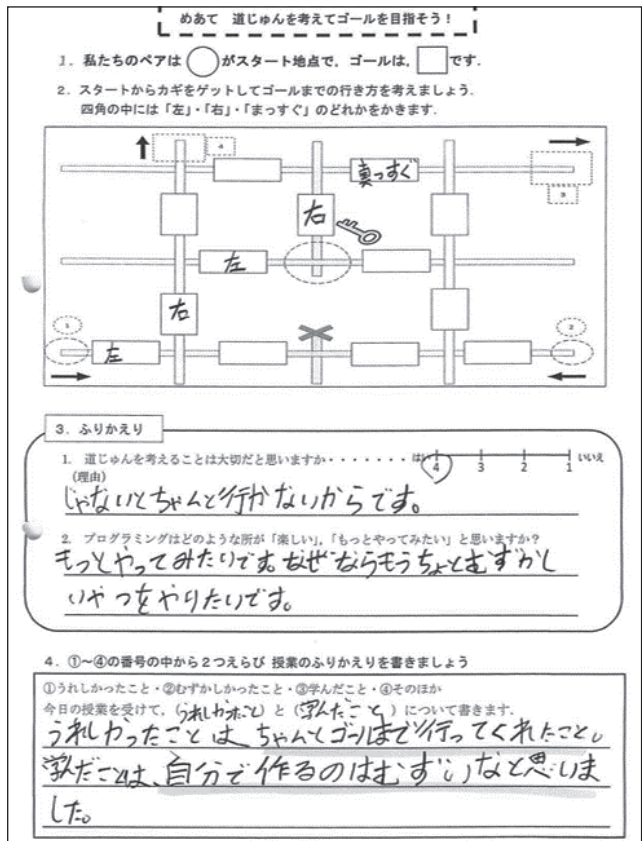 めあて 道じゅんを考えてゴールを目指そう！
1. 私たちのペアは○がスタート地点で，ゴールは，□です．
2. スタートからカギをゲットしてゴールまでの行き方を考えましょう．
四角の中には「左」・「右」・「まっすぐ」のどれかをかきます．
4
真っすぐ
3
右
左
右
1
2
左
3. ふりかえり
1. 道じゅんを考えることは大切だと思いますか・・・・・・・はい 4 3 2 1 いいえ
(理由)
じゃないとちゃんと行かないからです。
2. プログラミングはどのような所が「楽しい」，「もっとやってみたい」と思いますか？
もっとやってみたいです。なぜならもうちょっとむずかし
いやつをやりたいです。
4. ①～④の番号の中から２つえらび 授業のふりかえりを書きましょう
①うれしかったこと・②むずかしかったこと・③学んだこと・④そのほか
今日の授業を受けて，(うれしかったこと) と (学んだこと) について書きます．
うれしかったことは、ちゃんとゴールまで行ってくれたこと。
学んだことは、自分で作るのはむずいなと思いま
した。